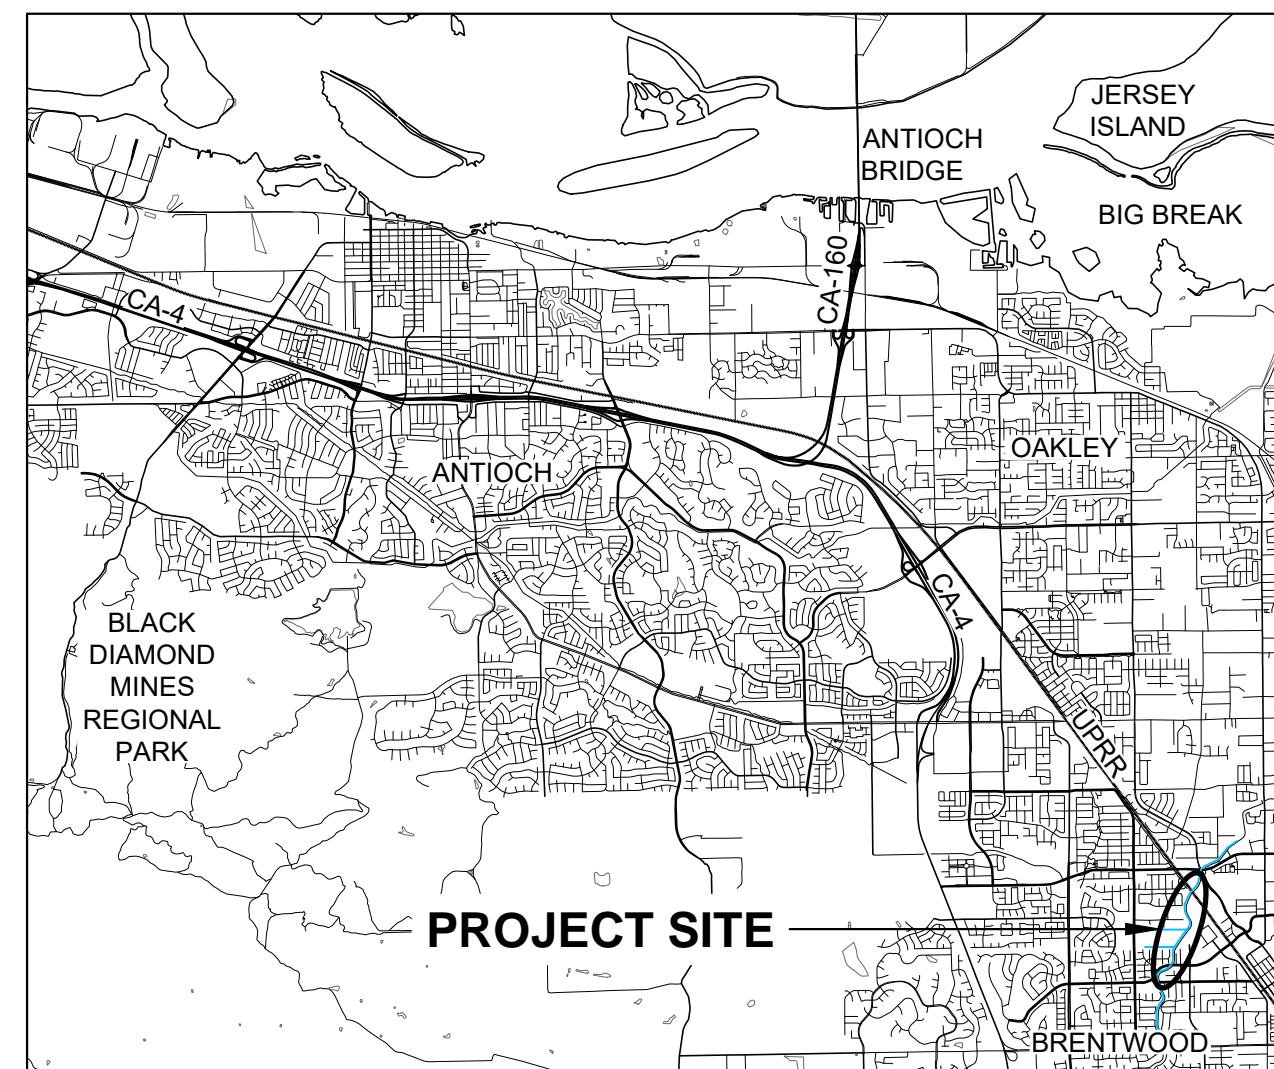 JERSEY
ISLAND
ANTIOCH
BRIDGE
BIG BREAK
CA-160
CA-4
OAKLEY
ANTIOCH
CA-4
BLACK
DIAMOND
MINES
REGIONAL
PARK
UPRR
PROJECT SITE
BRENTWOOD